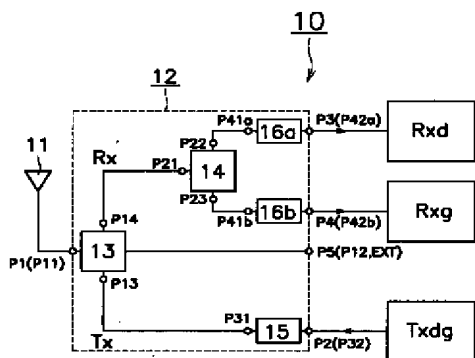 10
12
11
P41a
16a
P3(P42a)
Rxd
P22
Rx
P21
14
P23
P41b
16b
P4(P42b)
Rxg
P14
13
P1(P11)
P5(P12,EXT)
P13
P31
15
Tx
P2(P32)
Txdg